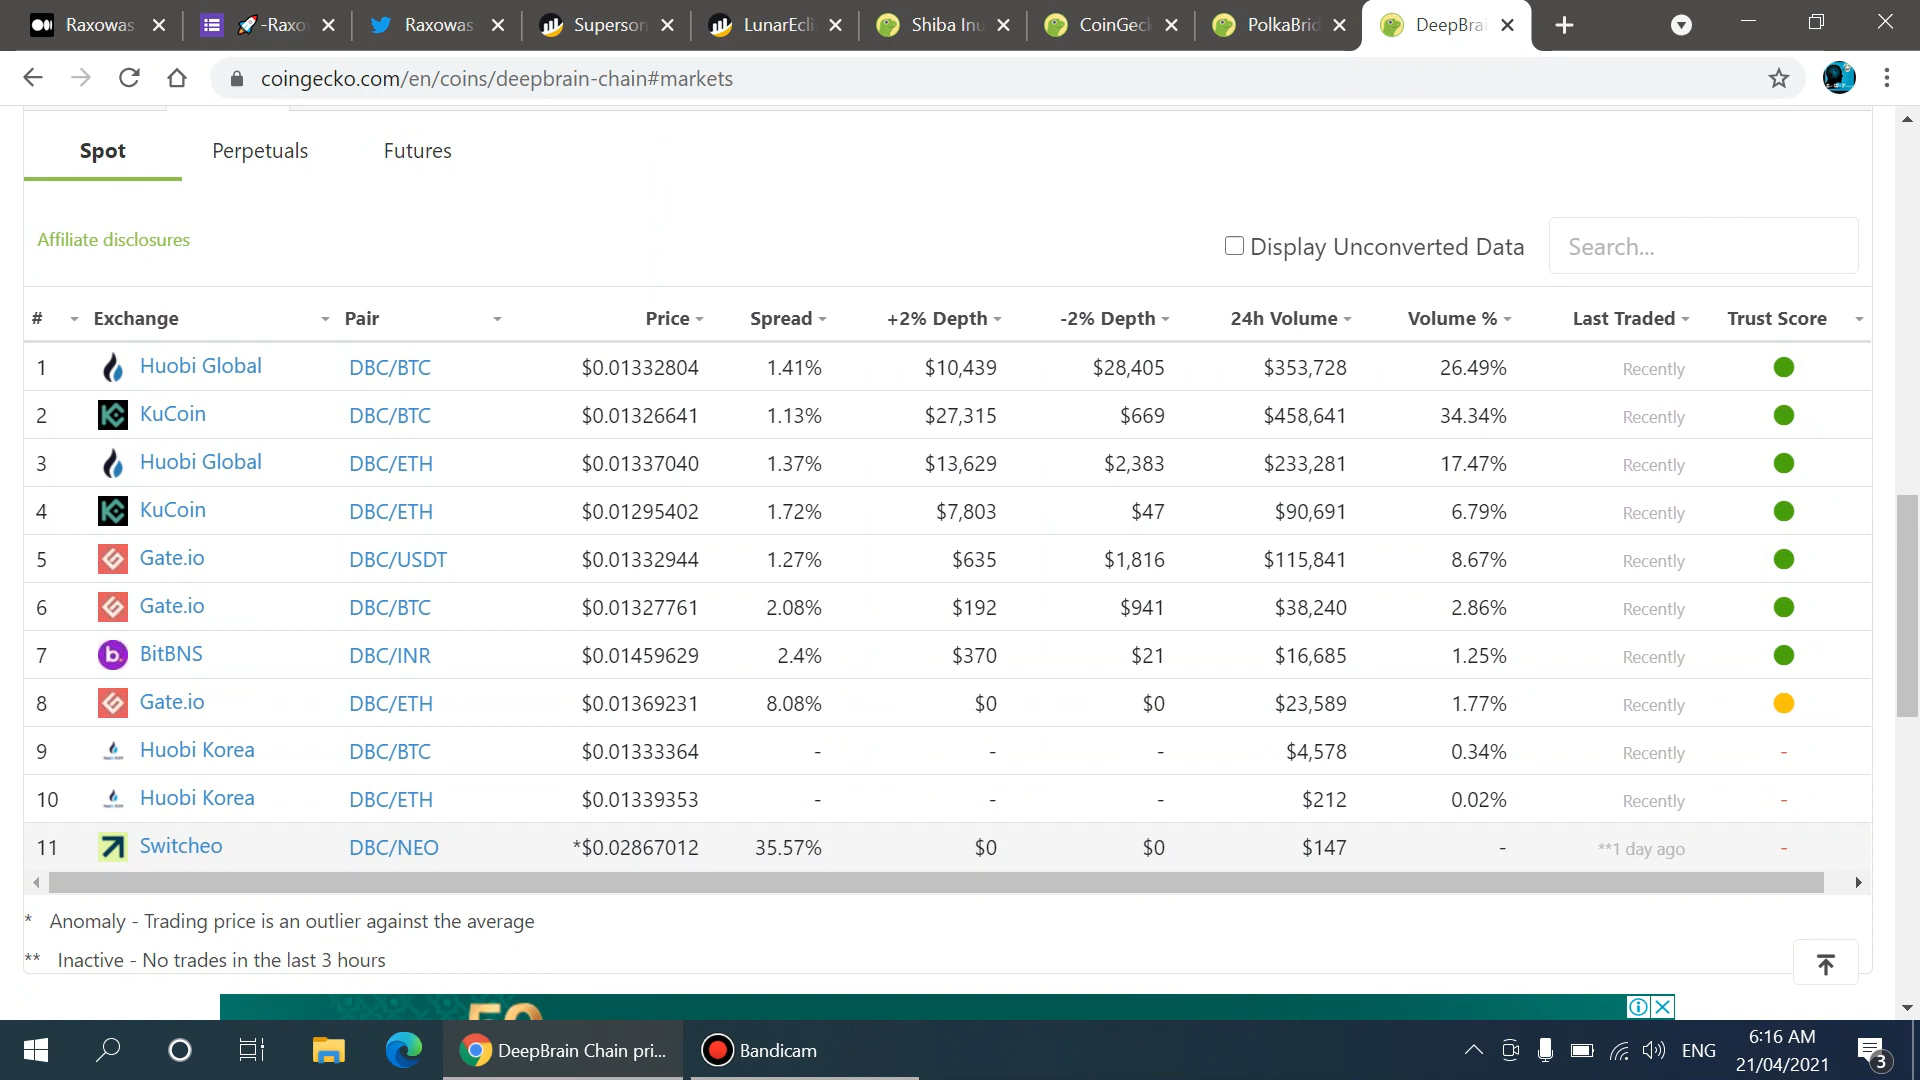 Raxowas
🚀-Raxo
Raxowas
Superson
LunarEcli
Shiba Inu
CoinGeck
PolkaBrid
DeepBrai
coingecko.com/en/coins/deepbrain-chain#markets
Spot Perpetuals Futures
Affiliate disclosures
Display Unconverted Data Search...
# Exchange Pair Price Spread +2% Depth -2% Depth 24h Volume Volume % Last Traded Trust Score
1 Huobi Global DBC/BTC $0.01332804 1.41% $10,439 $28,405 $353,728 26.49% Recently
2 KuCoin DBC/BTC $0.01326641 1.13% $27,315 $669 $458,641 34.34% Recently
3 Huobi Global DBC/ETH $0.01337040 1.37% $13,629 $2,383 $233,281 17.47% Recently
4 KuCoin DBC/ETH $0.01295402 1.72% $7,803 $47 $90,691 6.79% Recently
5 Gate.io DBC/USDT $0.01332944 1.27% $635 $1,816 $115,841 8.67% Recently
6 Gate.io DBC/BTC $0.01327761 2.08% $192 $941 $38,240 2.86% Recently
7 b. BitBNS DBC/INR $0.01459629 2.4% $370 $21 $16,685 1.25% Recently
8 Gate.io DBC/ETH $0.01369231 8.08% $0 $0 $23,589 1.77% Recently
9 Huobi Korea DBC/BTC $0.01333364 - - - $4,578 0.34% Recently -
10 Huobi Korea DBC/ETH $0.01339353 - - - $212 0.02% Recently -
11 Switcheo DBC/NEO *$0.02867012 35.57% $0 $0 $147 - **1 day ago -
* Anomaly - Trading price is an outlier against the average
** Inactive - No trades in the last 3 hours
50
DeepBrain Chain pri... Bandicam ENG 6:16 AM
21/04/2021 3